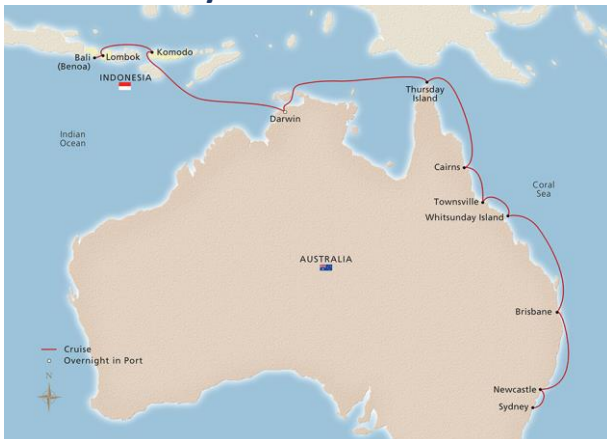 Bali
(Benoa)
Lombok
Komodo
INDONESIA
Indian
Ocean
Darwin
Thursday
Island
Cairns
Coral
Sea
Townsville
Whitsunday Island
AUSTRALIA
Brisbane
Cruise
Overnight in Port
N
Newcastle
Sydney